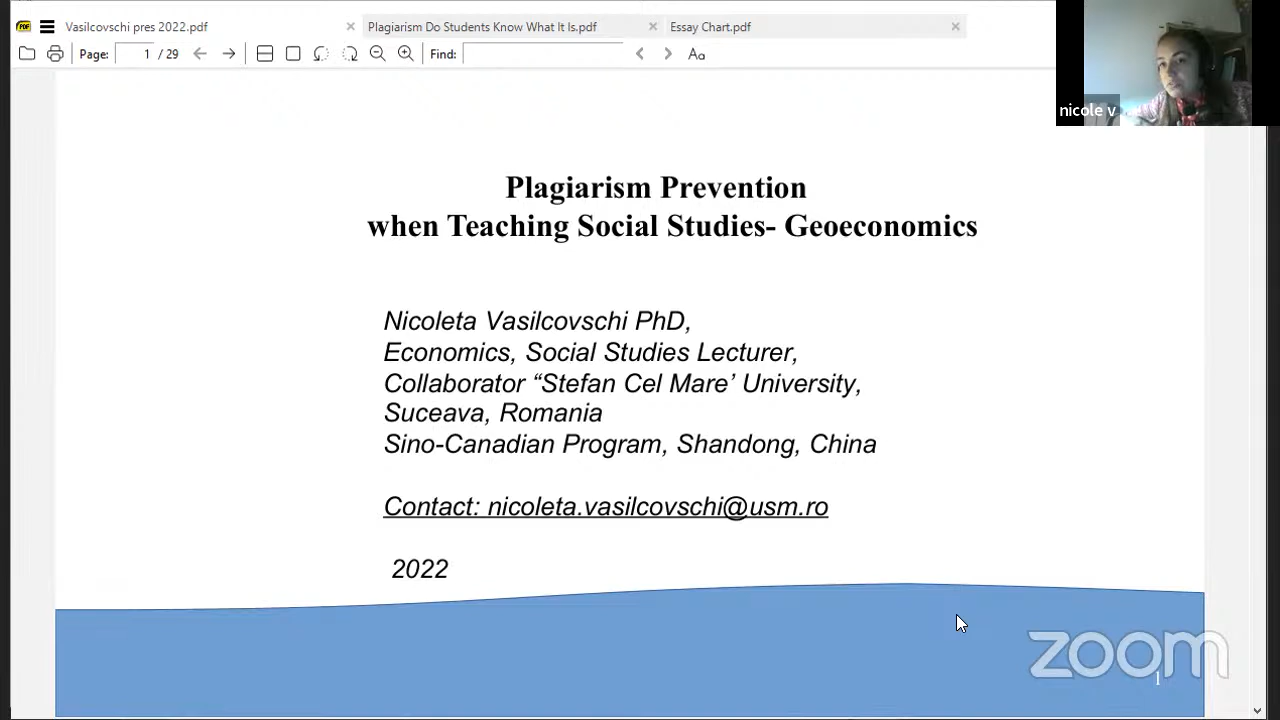 Vasilcovschi pres 2022.pdf
Plagiarism Do Students Know What It Is.pdf
Essay Chart.pdf
Page: 1 / 29
Find:
Aa
nicole v
Plagiarism Prevention
when Teaching Social Studies- Geoeconomics
Nicoleta Vasilcovschi PhD,
Economics, Social Studies Lecturer,
Collaborator “Stefan Cel Mare’ University,
Suceava, Romania
Sino-Canadian Program, Shandong, China
Contact: nicoleta.vasilcovschi@usm.ro
2022
zoom
1